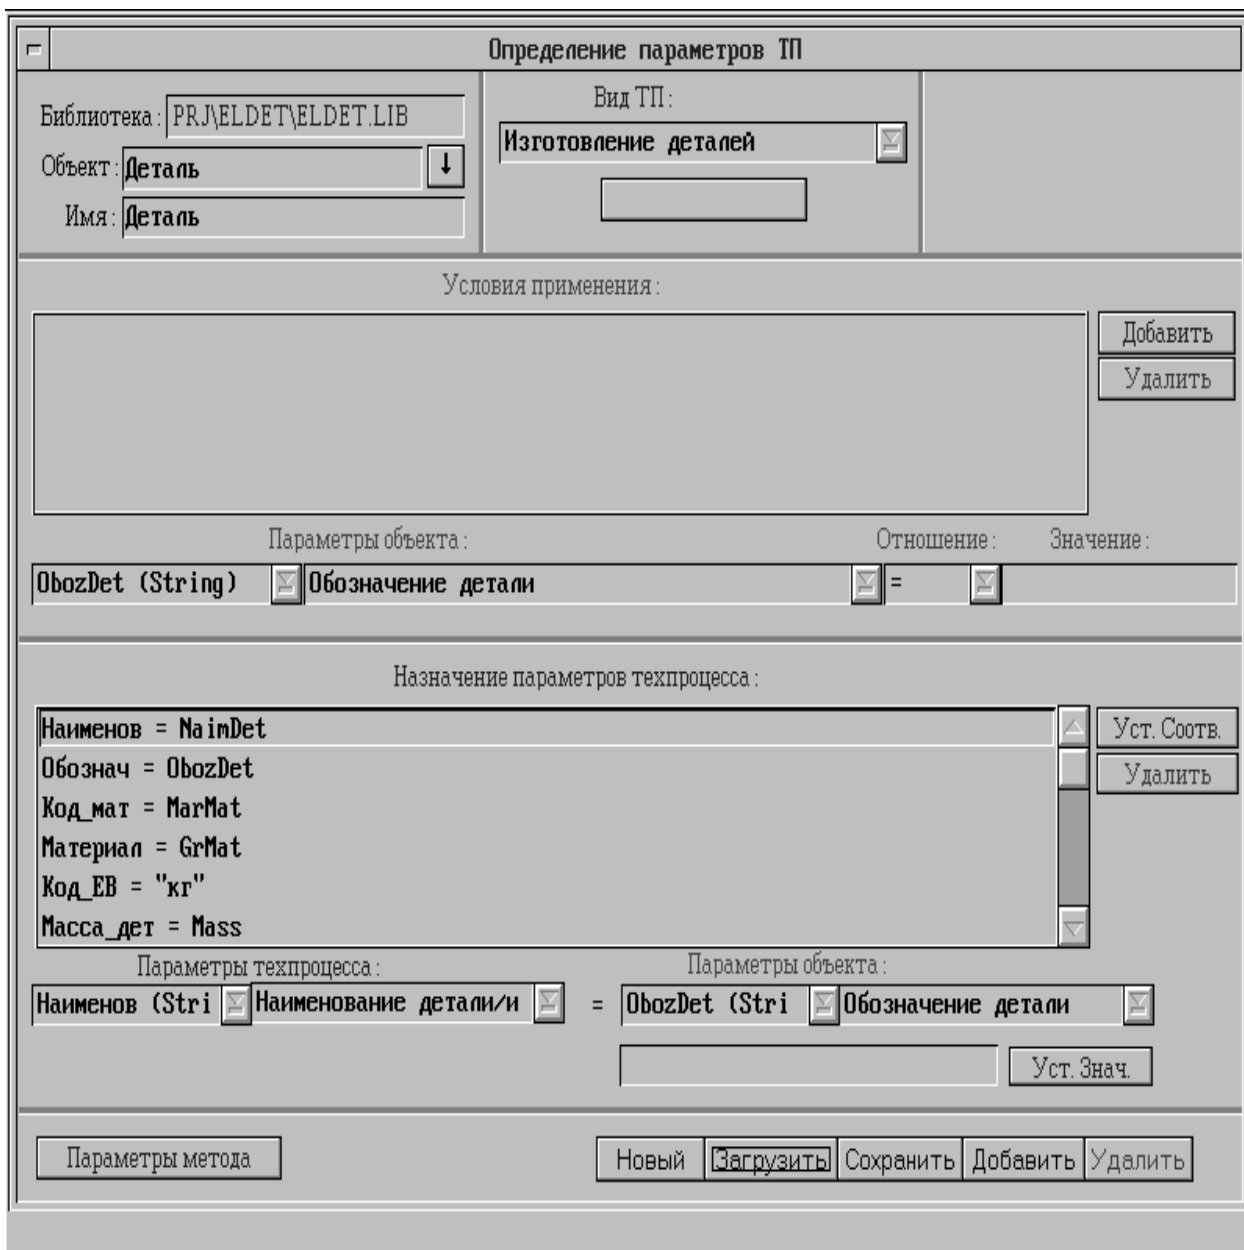 Определение параметров ТП
Библиотека: PRJ\ELDET\ELDET.LIB
Объект: Деталь
Имя: Деталь
Вид ТП:
Изготовление деталей
Условия применения:
Добавить
Удалить
Параметры объекта: Отношение: Значение:
ObozDet (String) Обозначение детали =
Назначение параметров техпроцесса:
Наименов = NaimDet
Обознач = ObozDet
Код_мат = MarMat
Материал = GrMat
Код_ЕВ = "кг"
Масса_дет = Mass
Уст. Соотв.
Удалить
Параметры техпроцесса: Параметры объекта:
Наименов (Stri Наименование детали/и = ObozDet (Stri Обозначение детали
Уст. Знач.
Параметры метода Новый Загрузить Сохранить Добавить Удалить